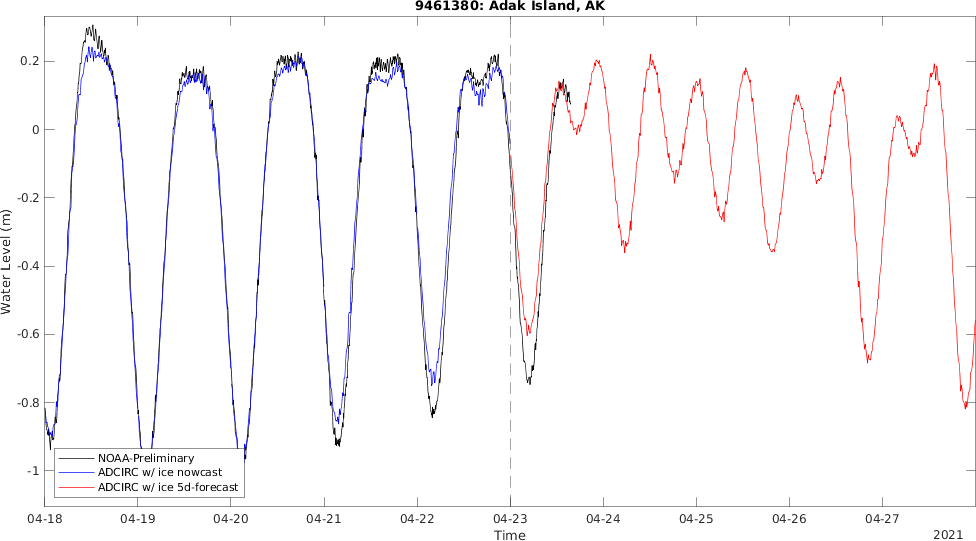 9461380: Adak Island, AK
Water Level (m)
0.2
0
-0.2
-0.4
-0.6
-0.8
-1
NOAA-Preliminary
ADCIRC w/ ice nowcast
ADCIRC w/ ice 5d-forecast
04-18 04-19 04-20 04-21 04-22 04-23 04-24 04-25 04-26 04-27
Time
2021